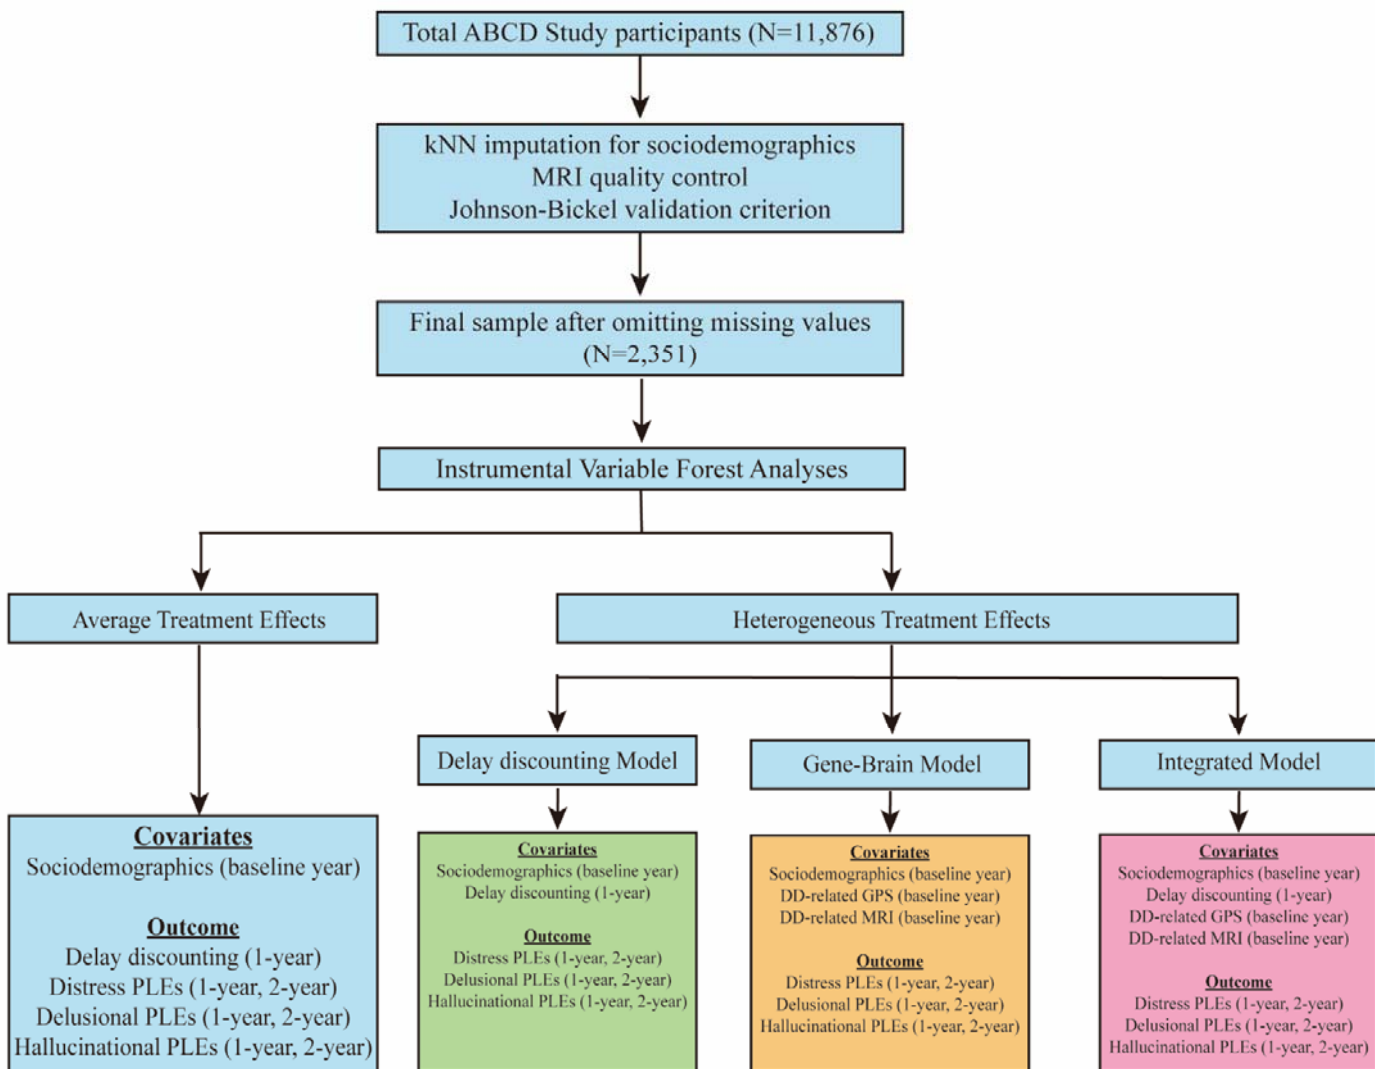 Total ABCD Study participants (N=11,876)
kNN imputation for sociodemographics
MRI quality control
Johnson-Bickel validation criterion
Final sample after omitting missing values
(N=2,351)
Instrumental Variable Forest Analyses
Average Treatment Effects
Heterogeneous Treatment Effects
Delay discounting Model
Gene-Brain Model
Integrated Model
Covariates
Sociodemographics (baseline year)
Outcome
Delay discounting (1-year)
Distress PLEs (1-year, 2-year)
Delusional PLEs (1-year, 2-year)
Hallucinational PLEs (1-year, 2-year)
Covariates
Sociodemographics (baseline year)
Delay discounting (1-year)
Outcome
Distress PLEs (1-year, 2-year)
Delusional PLEs (1-year, 2-year)
Hallucinational PLEs (1-year, 2-year)
Covariates
Sociodemographics (baseline year)
DD-related GPS (baseline year)
DD-related MRI (baseline year)
Outcome
Distress PLEs (1-year, 2-year)
Delusional PLEs (1-year, 2-year)
Hallucinational PLEs (1-year, 2-year)
Covariates
Sociodemographics (baseline year)
Delay discounting (1-year)
DD-related GPS (baseline year)
DD-related MRI (baseline year)
Outcome
Distress PLEs (1-year, 2-year)
Delusional PLEs (1-year, 2-year)
Hallucinational PLEs (1-year, 2-year)